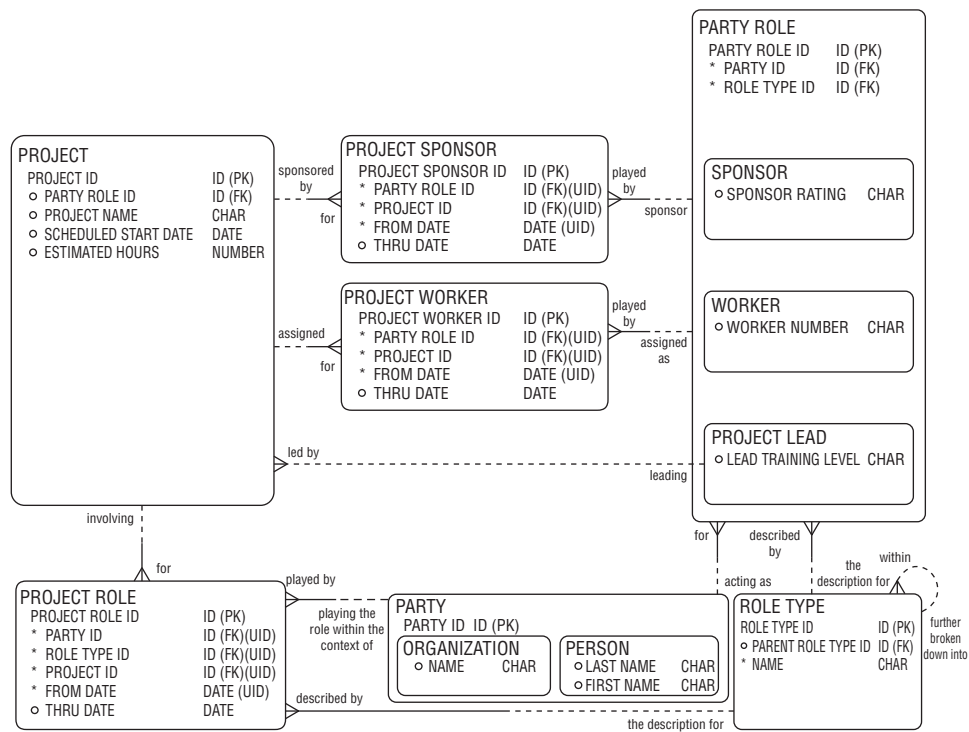 PARTY ROLE
PARTY ROLE ID ID (PK)
* PARTY ID ID (FK)
* ROLE TYPE ID ID (FK)
SPONSOR
SPONSOR RATING CHAR
WORKER
WORKER NUMBER CHAR
PROJECT LEAD
LEAD TRAINING LEVEL CHAR
PROJECT
PROJECT ID ID (PK)
PARTY ROLE ID ID (FK)
PROJECT NAME CHAR
SCHEDULED START DATE DATE
ESTIMATED HOURS NUMBER
sponsored
by
for
PROJECT SPONSOR
PROJECT SPONSOR ID ID (PK)
* PARTY ROLE ID ID (FK)(UID)
* PROJECT ID ID (FK)(UID)
* FROM DATE DATE (UID)
THRU DATE DATE
played
by
sponsor
assigned
for
PROJECT WORKER
PROJECT WORKER ID ID (PK)
* PARTY ROLE ID ID (FK)(UID)
* PROJECT ID ID (FK)(UID)
* FROM DATE DATE (UID)
THRU DATE DATE
played
by
assigned
as
led by
leading
involving
for
for
described
by
acting as
the
description for
within
further
broken
down into
PROJECT ROLE
PROJECT ROLE ID ID (PK)
* PARTY ID ID (FK)(UID)
* ROLE TYPE ID ID (FK)(UID)
* PROJECT ID ID (FK)(UID)
* FROM DATE DATE (UID)
THRU DATE DATE
played by
playing the
role within the
context of
described by
the description for
PARTY
PARTY ID ID (PK)
ORGANIZATION
NAME CHAR
PERSON
LAST NAME CHAR
FIRST NAME CHAR
ROLE TYPE
ROLE TYPE ID ID (PK)
PARENT ROLE TYPE ID ID (FK)
* NAME CHAR